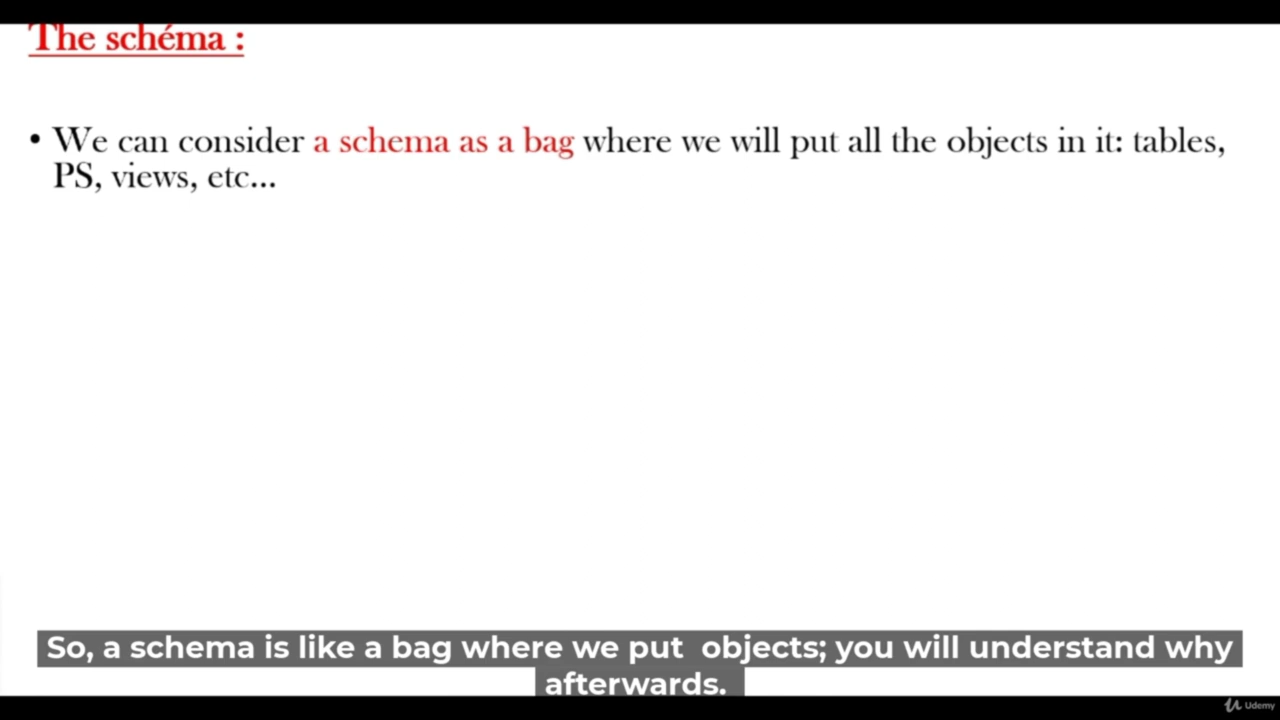 The schéma :
• We can consider a schema as a bag where we will put all the objects in it: tables,
PS, views, etc...
So, a schema is like a bag where we put  objects; you will understand why
afterwards.
Udemy